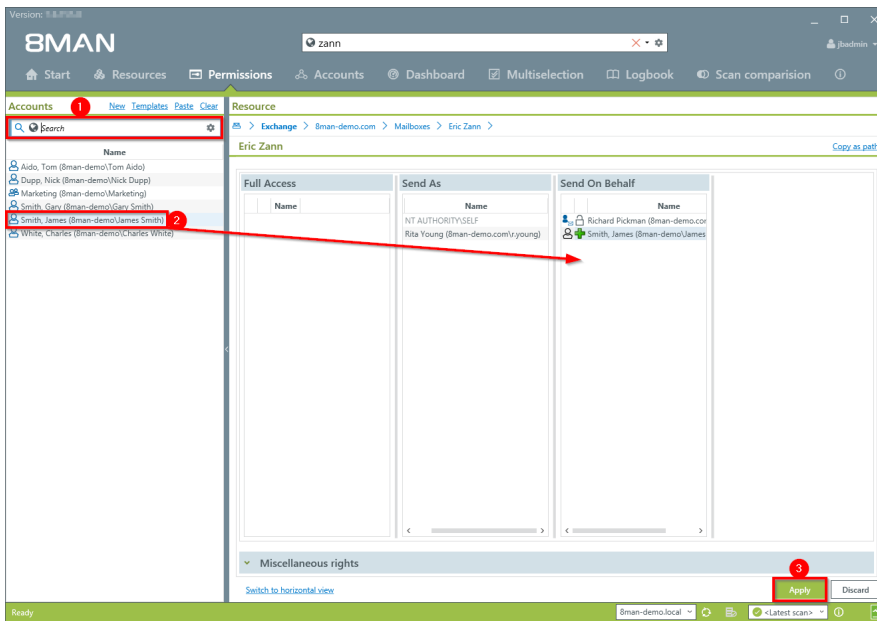 Version:
8MAN
zann
jbadmin
Start Resources Permissions Accounts Dashboard Multiselection Logbook Scan comparision
Accounts 1 New Templates Paste Clear
Search
Name
Aido, Tom (8man-demo\Tom Aido)
Dupp, Nick (8man-demo\Nick Dupp)
Marketing (8man-demo\Marketing)
Smith, Gary (8man-demo\Gary Smith)
Smith, James (8man-demo\James Smith) 2
White, Charles (8man-demo\Charles White)
Resource
Exchange > 8man-demo.com > Mailboxes > Eric Zann >
Eric Zann Copy as path
Full Access Send As Send On Behalf
Name Name Name
NT AUTHORITY\SELF Richard Pickman (8man-demo.cor
Rita Young (8man-demo.com\r.young) Smith, James (8man-demo\James
Miscellaneous rights
3
Switch to horizontal view Apply Discard
Ready 8man-demo.local <Latest scan>